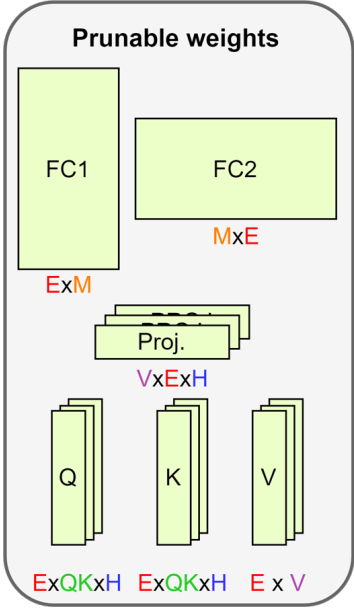 Prunable weights
FC1
FC2
MxE
ExM
Proj.
VxExH
Q
K
V
ExQKxH
ExQKxH
E x V